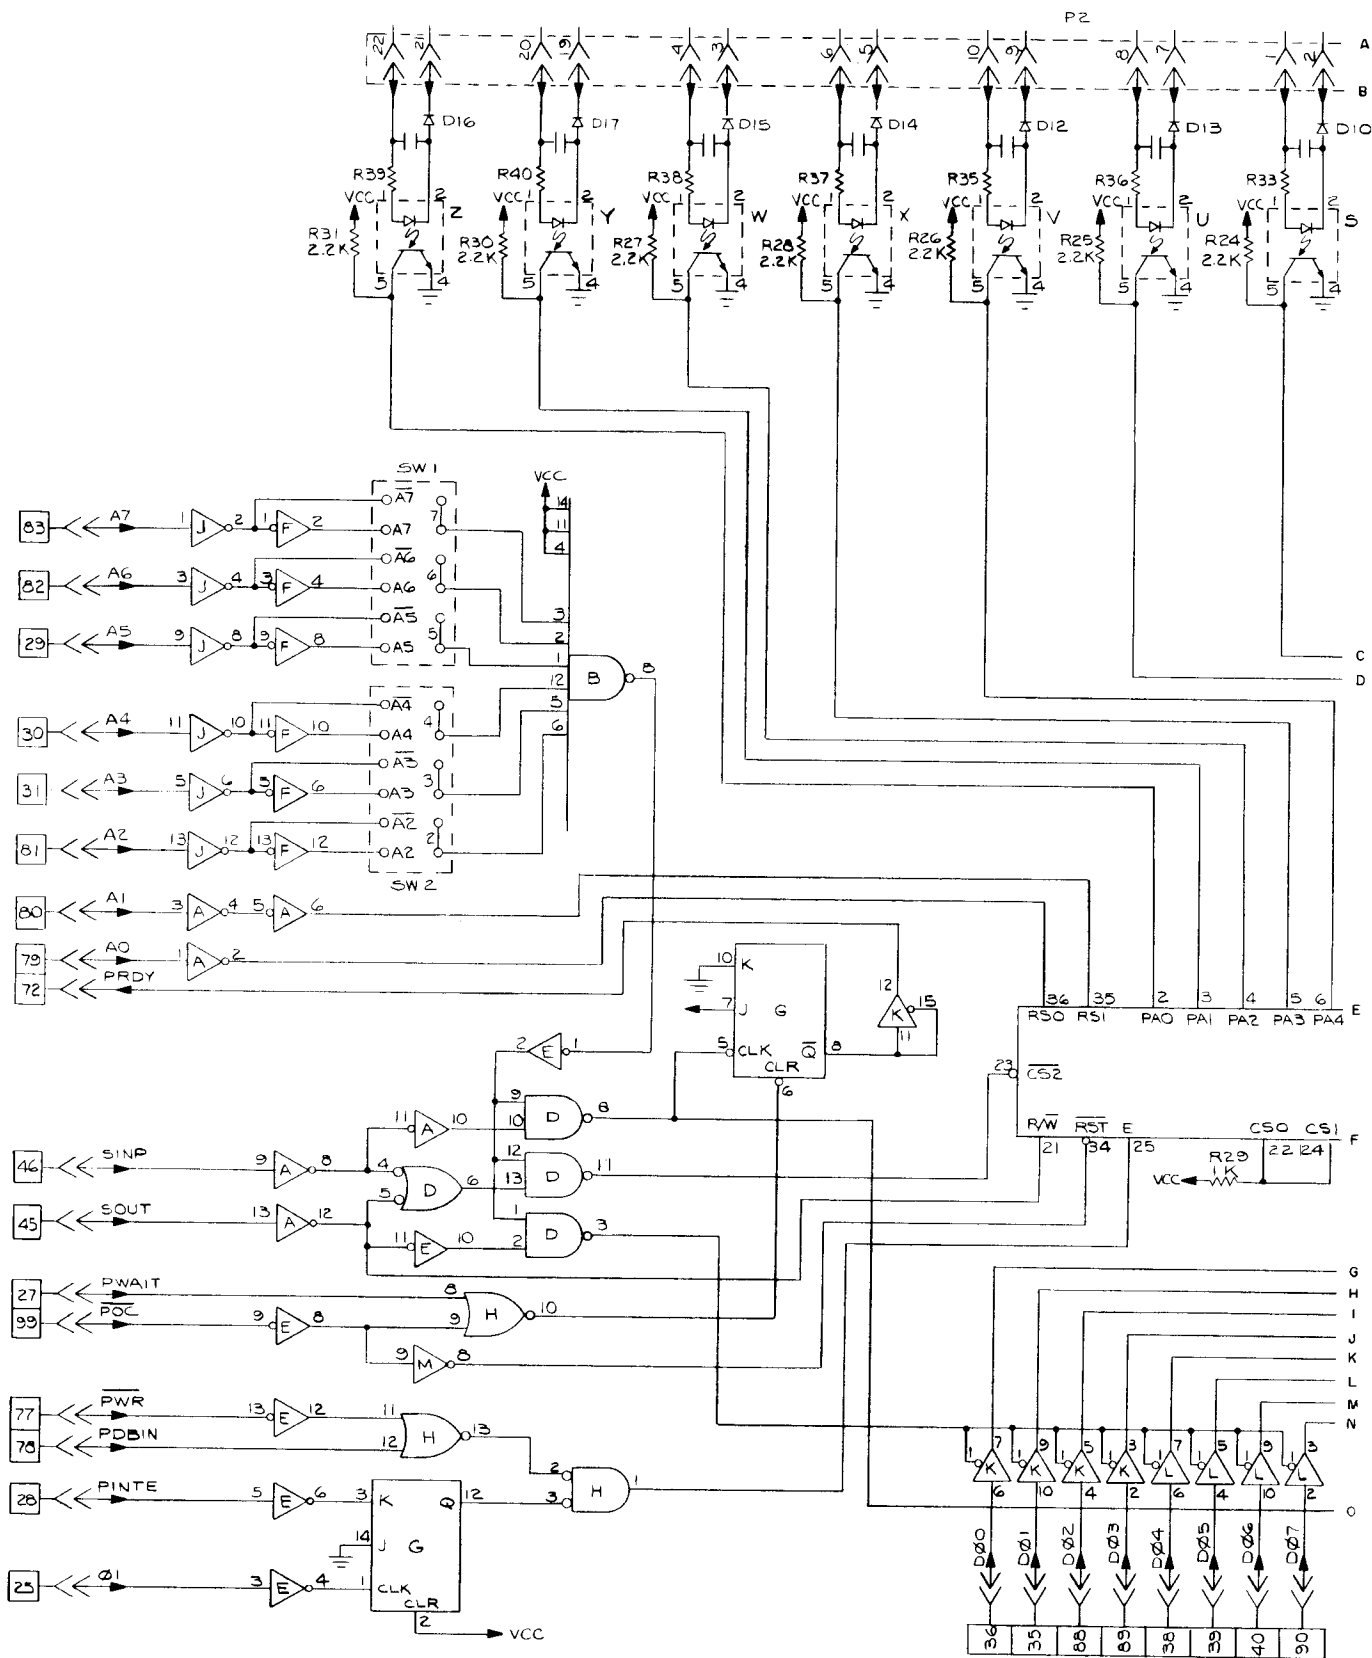 P2
22 21 20 19 4 3 6 5 10 9 8 7 1 2 A
B
D16 D17 D15 D14 D12 D13 D10
R39 R40 R38 R37 R35 R36 R33
VCC 1 2 VCC 1 2 VCC 1 2 VCC 1 2 VCC 1 2 VCC 1 2 VCC 1 2
Z Y W X V U S
R31 2.2K R30 2.2K R27 2.2K R28 2.2K R26 2.2K R25 2.2K R24 2.2K
5 4 5 4 5 4 5 4 5 4 5 4 5 4
SW1
VCC
14
11
4
83 A7 1 J 2 1 F 2 A7 A7 7
82 A6 3 J 4 3 F 4 A6 A6 6
29 A5 9 J 8 9 F 8 A5 A5 5
3
2
1
12
5
6
B 8
C
D
30 A4 11 J 10 11 F 10 A4 A4 4
31 A3 5 J 6 5 F 6 A3 A3 3
81 A2 13 J 12 13 F 12 A2 A2 2
SW2
80 A1 3 A 4 5 A 6
79 A0 1 A 2
72 PRDY
10 K
7 J G
5 CLK Q 8
CLR
6
12 K 15
11
36 35 2 3 4 5 6 E
RS0 RS1 PA0 PA1 PA2 PA3 PA4
23 CS2
R/W RST E CS0 CS1 F
21 34 25 22 24
R29
1K
VCC
2 E 1
11 A 10
9
10 D 8
46 SINP 9 A 8
4
5 D 6
12
13 D 11
45 SOUT 13 A 12
11 E 10
1
2 D 3
27 PWAIT 8
99 POC 9 E 8 9 H 10
9 M 8
G
H
I
J
K
L
M
N
77 PWR 13 E 12 11
78 PDBIN 12 H 13
2
3 H 1
28 PINTE 5 E 6 3 K Q 12
14 J G
25 Ø1 3 E 4 1 CLK
CLR
2 VCC
7 9 5 3 7 5 9 3
1 K 1 K 1 K 1 K 1 L 1 L 1 L 1 L
6 10 4 2 6 4 10 2
O
DØ0 DØ1 DØ2 DØ3 DØ4 DØ5 DØ6 DØ7
36 35 88 89 38 39 40 90